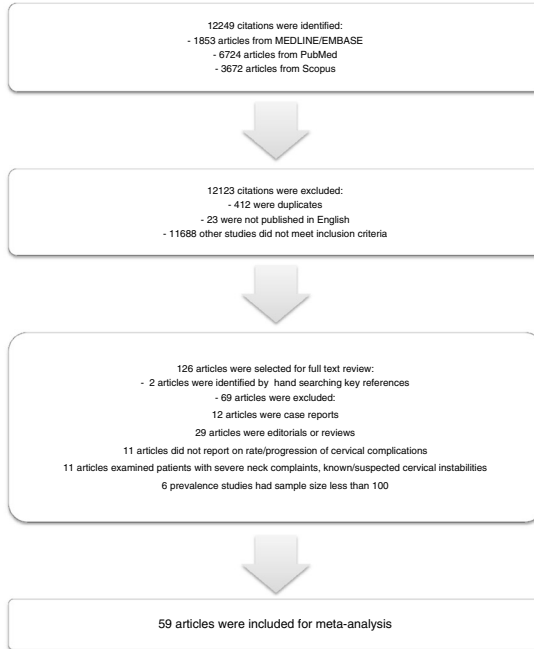 12249 citations were identified:
- 1853 articles from MEDLINE/EMBASE
- 6724 articles from PubMed
- 3672 articles from Scopus
12123 citations were excluded:
- 412 were duplicates
- 23 were not published in English
- 11688 other studies did not meet inclusion criteria
126 articles were selected for full text review:
- 2 articles were identified by hand searching key references
- 69 articles were excluded:
12 articles were case reports
29 articles were editorials or reviews
11 articles did not report on rate/progression of cervical complications
11 articles examined patients with severe neck complaints, known/suspected cervical instabilities
6 prevalence studies had sample size less than 100
59 articles were included for meta-analysis